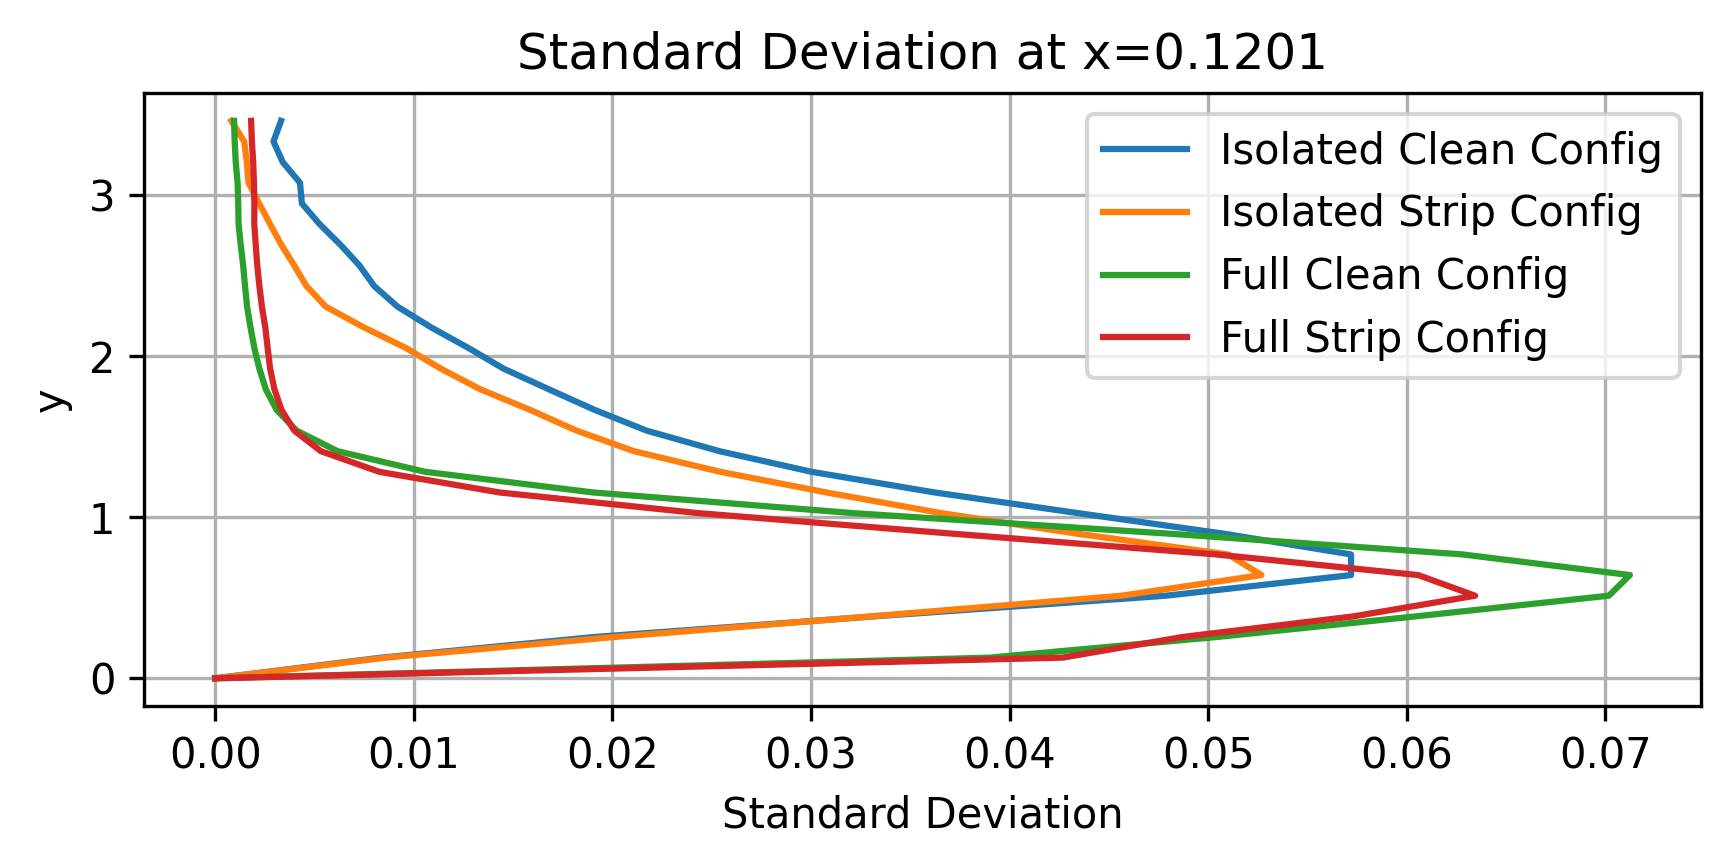 Standard Deviation at x=0.1201
Isolated Clean Config
Isolated Strip Config
Full Clean Config
Full Strip Config
3
2
1
0
y
0.00 0.01 0.02 0.03 0.04 0.05 0.06 0.07
Standard Deviation